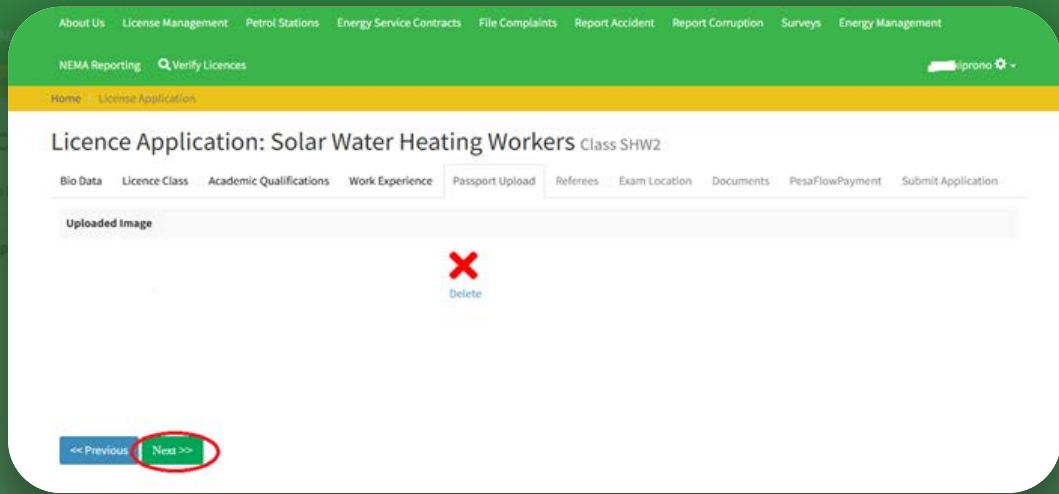 About Us License Management Petrol Stations Energy Service Contracts File Complaints Report Accident Report Corruption Surveys Energy Management
NEMA Reporting Verify Licences iprono
Home License Application
Licence Application: Solar Water Heating Workers Class SHW2
Bio Data Licence Class Academic Qualifications Work Experience Passport Upload Referees Exam Location Documents PesaFlowPayment Submit Application
Uploaded Image
Delete
<< Previous Next >>